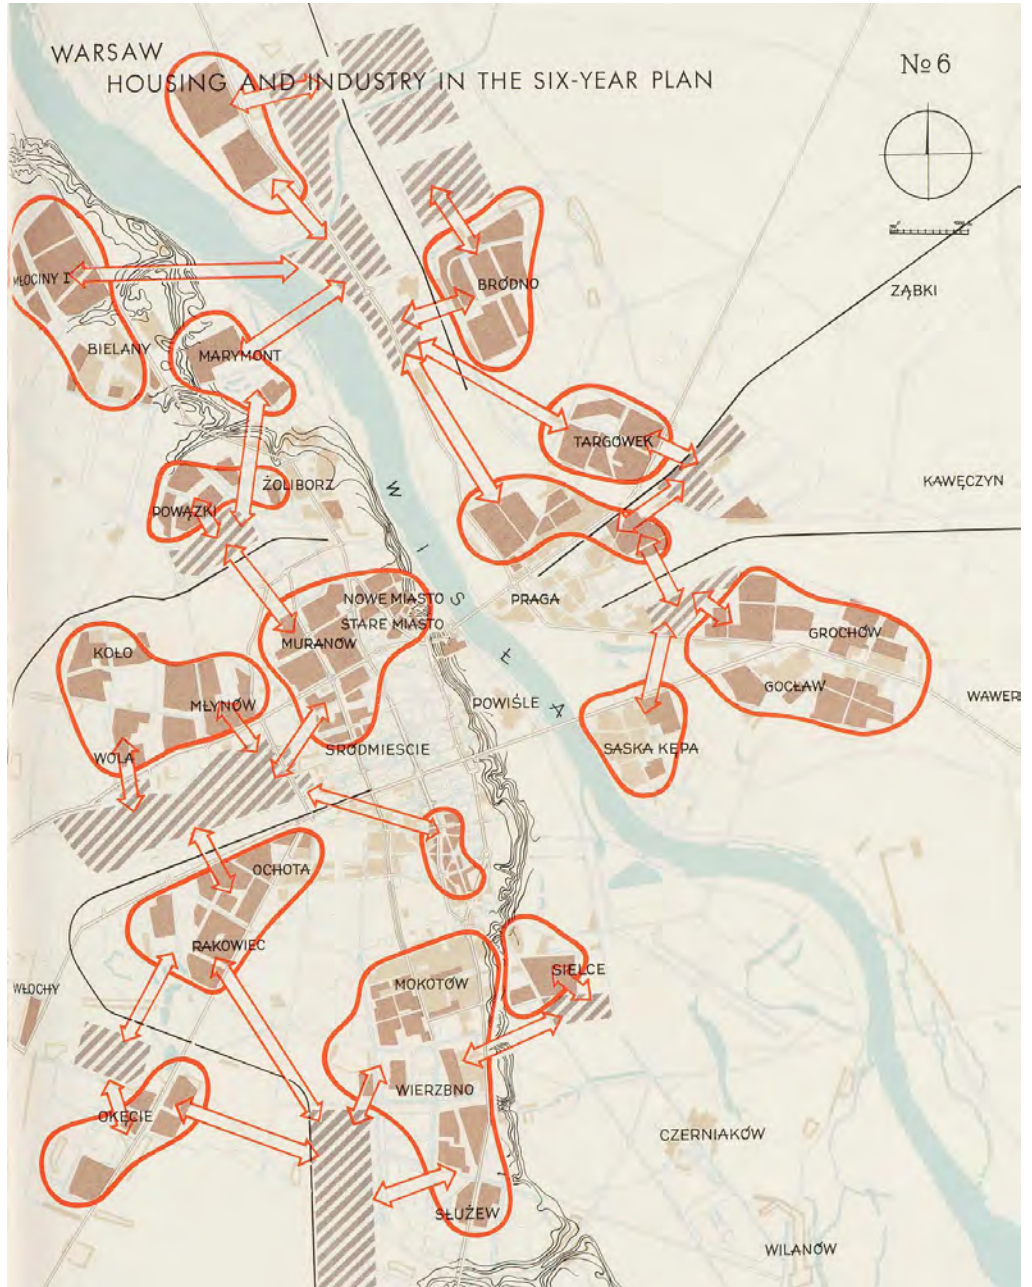 WARSAW
HOUSING AND INDUSTRY IN THE SIX-YEAR PLAN
№6
MŁOCINY I
BRÓDNO
ZĄBKI
BIELANY
MARYMONT
TARGÓWEK
ŻOLIBORZ
KAWĘCZYN
POWĄZKI
WISŁA
NOWE MIASTO
PRAGA
STARE MIASTO
MURANÓW
GROCHÓW
KOŁO
GOCŁAW
MŁYNÓW
POWIŚLE
WAWER
WOLA
ŚRÓDMIEŚCIE
SASKA KĘPA
OCHOTA
RAKOWIEC
SIELCE
MOKOTÓW
WŁOCHY
WIERZBNO
OKĘCIE
CZERNIAKÓW
SŁUŻEW
WILANÓW